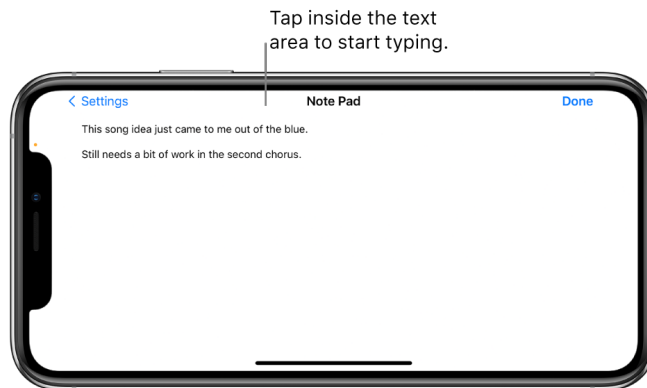 Tap inside the text
area to start typing.
Settings Note Pad Done
This song idea just came to me out of the blue.
Still needs a bit of work in the second chorus.